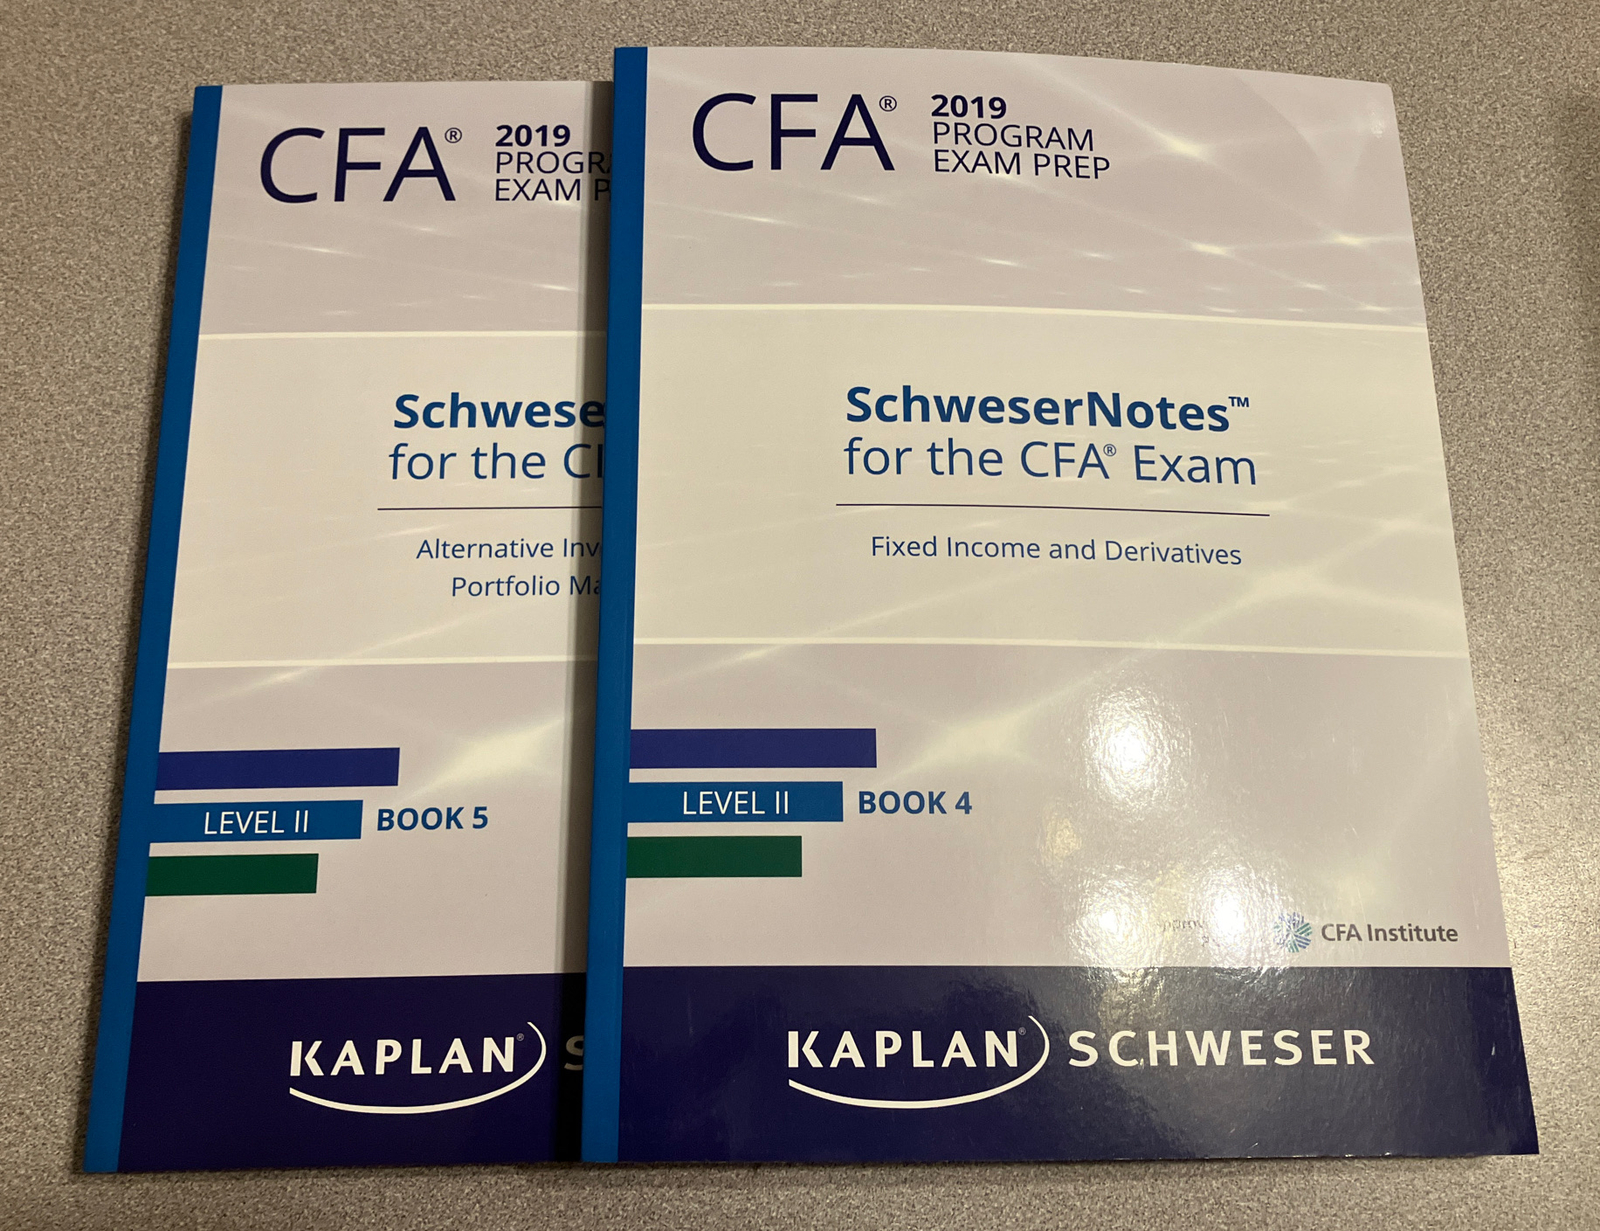 CFA®
2019
PROGR
EXAM P
Schwese
for the C
Alternative Inv
Portfolio Ma
LEVEL II
BOOK 5
KAPLAN®
S
CFA®
2019
PROGRAM
EXAM PREP
SchweserNotes™
for the CFA® Exam
Fixed Income and Derivatives
LEVEL II
BOOK 4
CFA Institute
KAPLAN® SCHWESER